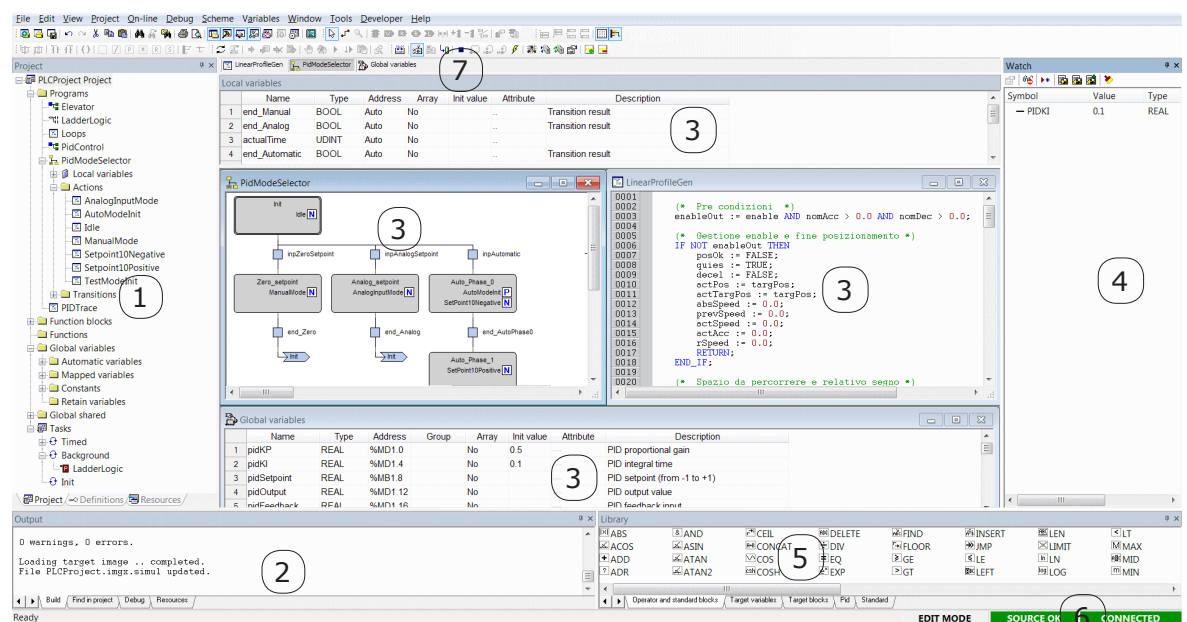 File Edit View Project On-line Debug Scheme Variables Window Tools Developer Help
Project
PLCProject Project
Programs
Elevator
LadderLogic
Loops
PidControl
PidModeSelector
Local variables
Actions
AnalogInputMode
AutoModeInit
Idle
ManualMode
Setpoint10Negative
Setpoint10Positive
TestModeInit
Transitions
PIDTrace
Function blocks
Functions
Global variables
Automatic variables
Mapped variables
Constants
Retain variables
Global shared
Tasks
Timed
Background
LadderLogic
Init
1
Project Definitions Resources
LinearProfileGen PidModeSelector Global variables
7
Local variables
Name Type Address Array Init value Attribute Description
1 end_Manual BOOL Auto No .. Transition result
2 end_Analog BOOL Auto No .. Transition result
3 actualTime UDINT Auto No ..
4 end_Automatic BOOL Auto No .. Transition result
3
PidModeSelector
Init
Idle N
3
inpZeroSetpoint inpAnalogSetpoint inpAutomatic
Zero_setpoint Analog_setpoint Auto_Phase_0
ManualMode N AnalogInputMode N AutoModeInit P
SetPoint10Negative N
end_Zero end_Analog end_AutoPhase0
Init Init Auto_Phase_1
SetPoint10Positive N
LinearProfileGen
0001
0002 (* Pre condizioni *)
0003 enableOut := enable AND nomAcc > 0.0 AND nomDec > 0.0;
0004
0005 (* Gestione enable e fine posizionamento *)
0006 IF NOT enableOut THEN
0007 posOk := FALSE;
0008 quies := TRUE;
0009 decel := FALSE;
0010 actPos := targPos;
0011 actTargPos := targPos;
0012 absSpeed := 0.0;
0013 prevSpeed := 0.0;
0014 actSpeed := 0.0;
0015 actAcc := 0.0;
0016 rSpeed := 0.0;
0017 RETURN;
0018 END_IF;
0019
0020 (* Spazio da percorrere e relativo segno *)
3
Global variables
Name Type Address Group Array Init value Attribute Description
1 pidKP REAL %MD1.0 No 0.5 .. PID proportional gain
2 pidKI REAL %MD1.4 No 0.1 PID integral time
3 pidSetpoint REAL %MB1.8 No PID setpoint (from -1 to +1)
4 pidOutput REAL %MD1.12 No PID output value
5 pidFeedback REAL %MD1.16 No PID feedback input
3
Watch
Symbol Value Type
PIDKI 0.1 REAL
4
Output
0 warnings, 0 errors.
Loading target image .. completed.
File PLCProject.imgx.simul updated.
2
Build Find in project Debug Resources
Library
ABS AND CEIL DELETE FIND INSERT LEN LT
ACOS ASIN CONCAT DIV FLOOR JMP LIMIT MAX
ADD ATAN COS EQ GE LE LN MID
ADR ATAN2 COSH EXP GT LEFT LOG MIN
5
Operator and standard blocks Target variables Target blocks Pid Standard
Ready EDIT MODE SOURCE OK 6 CONNECTED